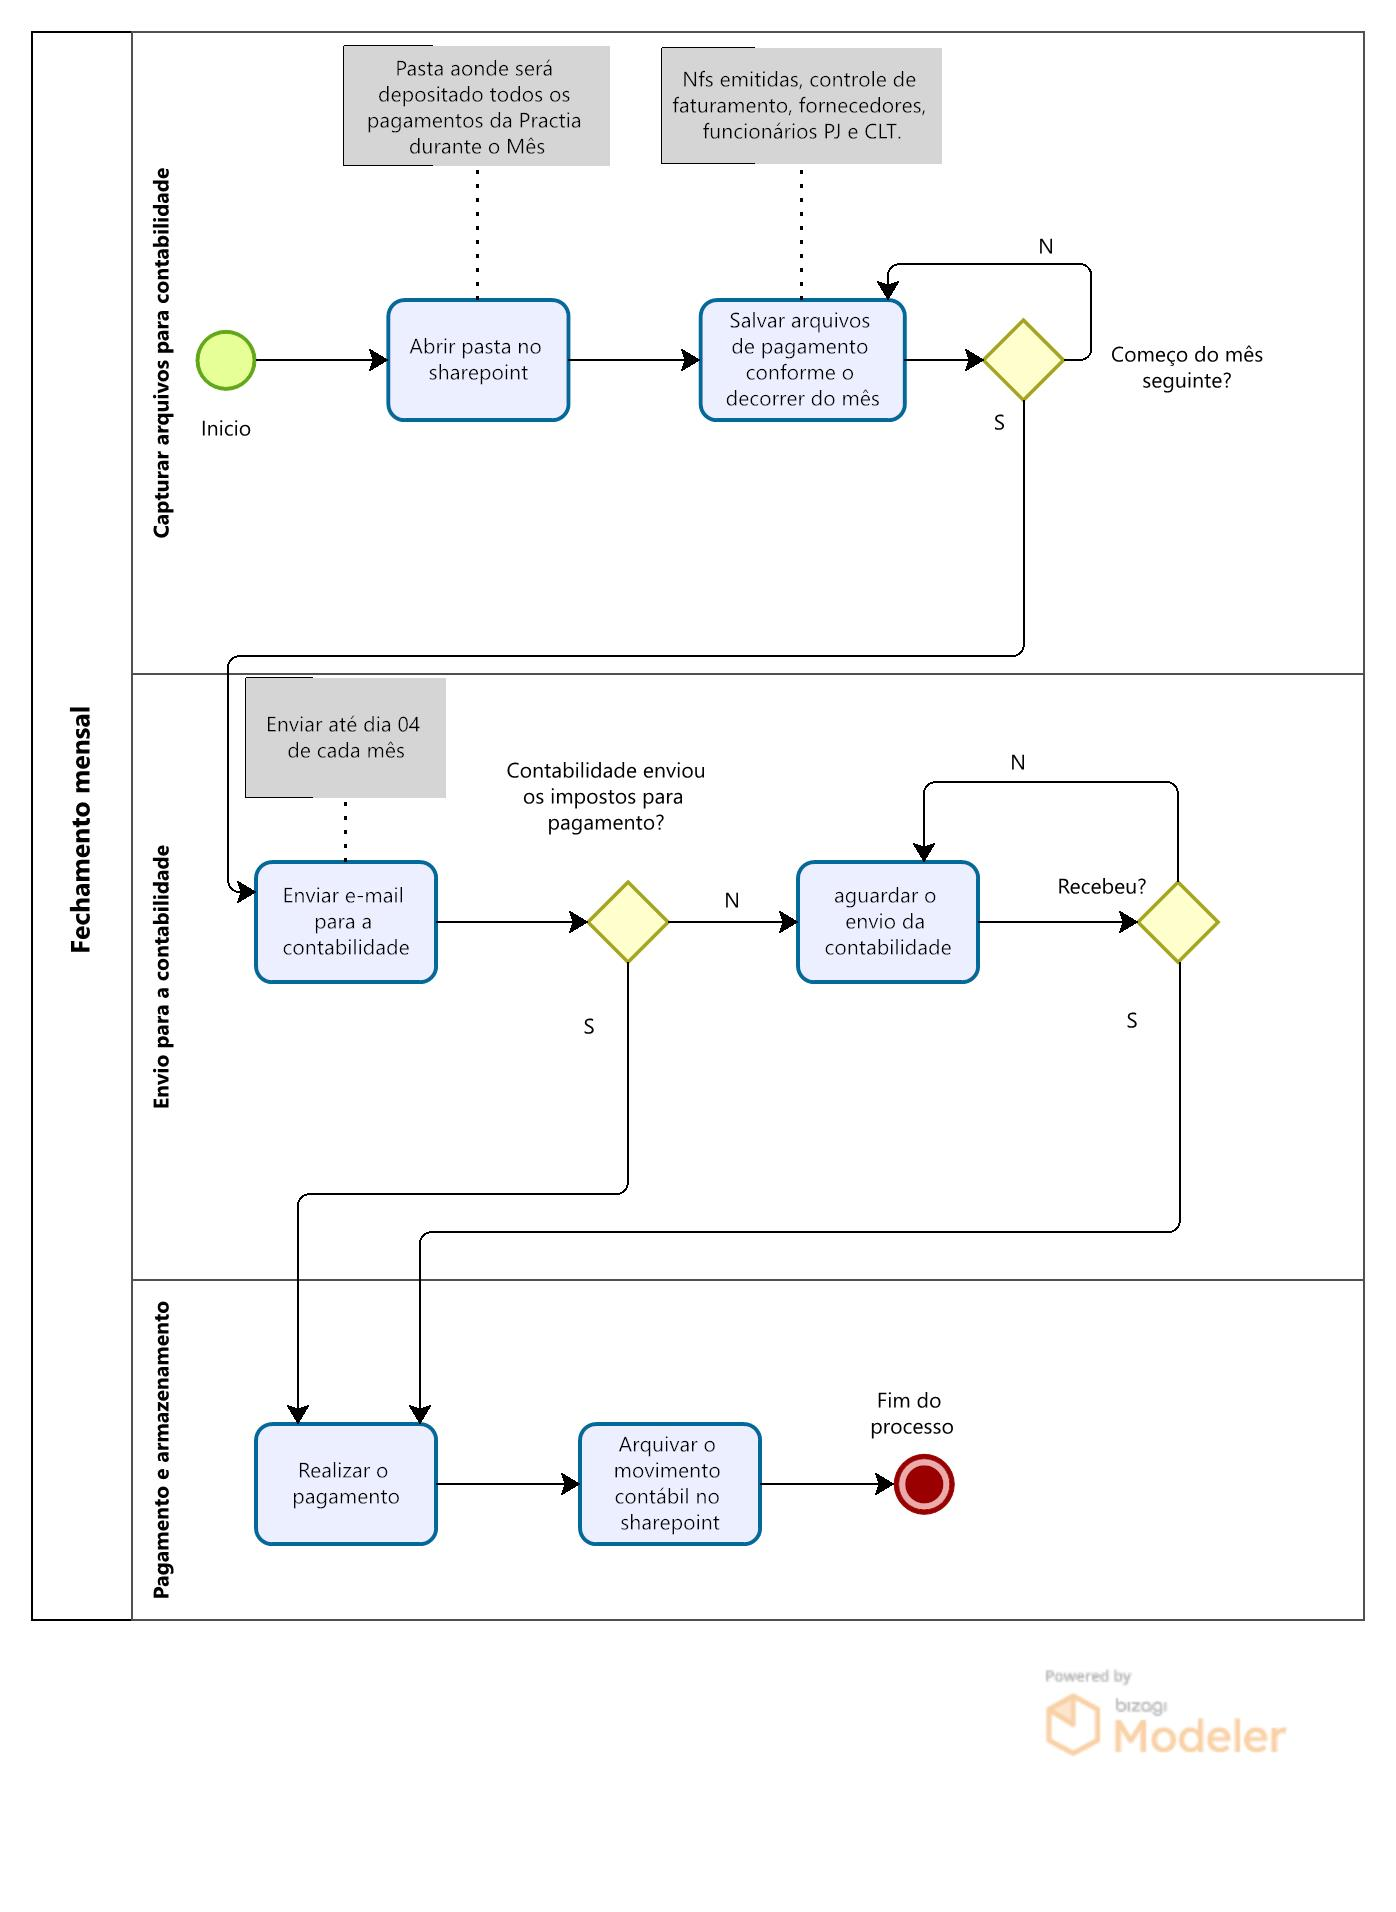 Fechamento mensal
Capturar arquivos para contabilidade
Pasta aonde será
depositado todos os
pagamentos da Practia
durante o Mês
Nfs emitidas, controle de
faturamento, fornecedores,
funcionários PJ e CLT.
N
Inicio
Abrir pasta no
sharepoint
Salvar arquivos
de pagamento
conforme o
decorrer do mês
Começo do mês
seguinte?
S
Envio para a contabilidade
Enviar até dia 04
de cada mês
Contabilidade enviou
os impostos para
pagamento?
N
Enviar e-mail
para a
contabilidade
N
aguardar o
envio da
contabilidade
Recebeu?
S
S
Pagamento e armazenamento
Realizar o
pagamento
Arquivar o
movimento
contábil no
sharepoint
Fim do
processo
Powered by
bizagi
Modeler